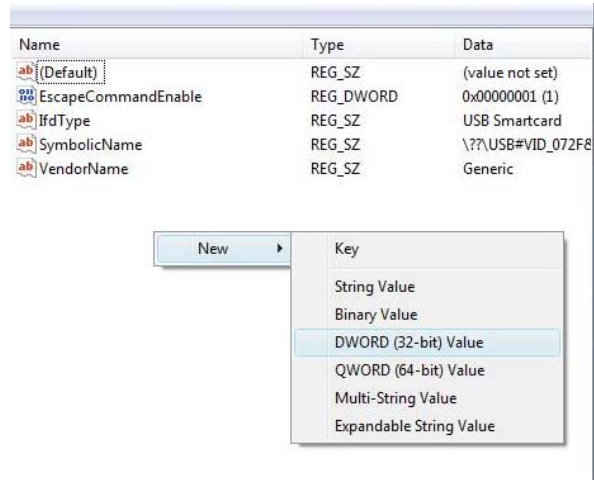 Name Type Data
(Default) REG_SZ (value not set)
EscapeCommandEnable REG_DWORD 0x00000001 (1)
IfdType REG_SZ USB Smartcard
SymbolicName REG_SZ \??\USB#VID_072F8
VendorName REG_SZ Generic
New
Key
String Value
Binary Value
DWORD (32-bit) Value
QWORD (64-bit) Value
Multi-String Value
Expandable String Value